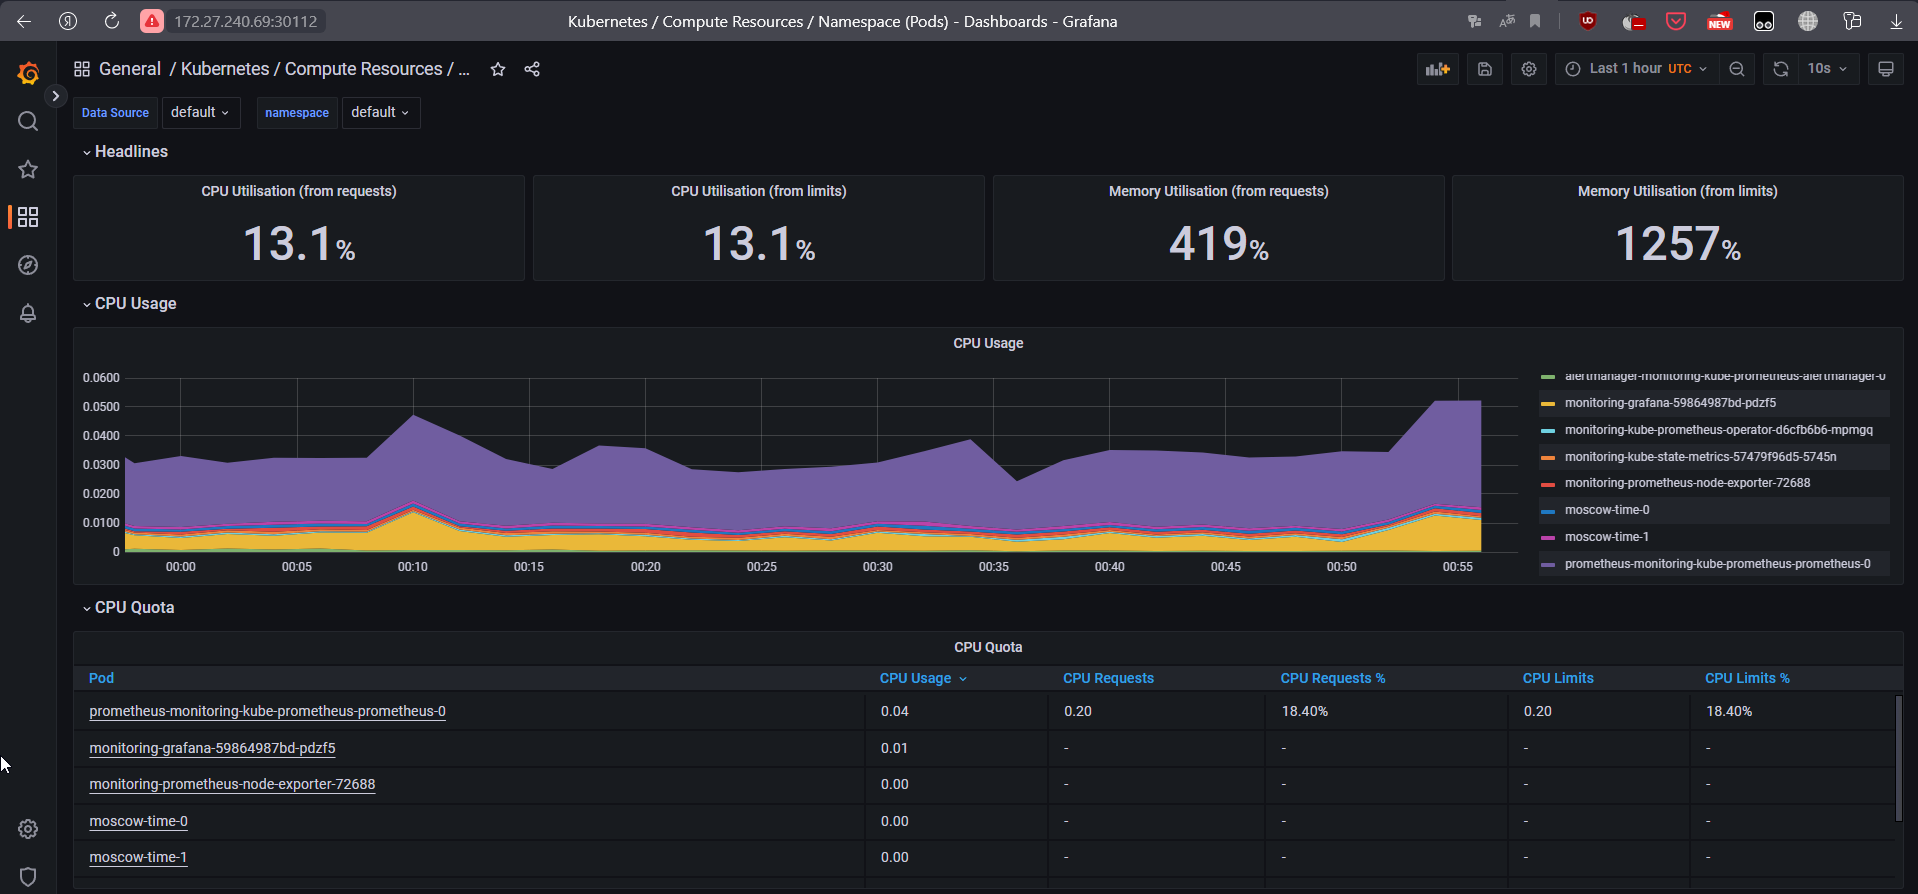 172.27.240.69:30112
Kubernetes / Compute Resources / Namespace (Pods) - Dashboards - Grafana
UD
NEW
General / Kubernetes / Compute Resources / ...
Last 1 hour UTC
10s
Data Source default
namespace default
Headlines
CPU Utilisation (from requests)
13.1%
CPU Utilisation (from limits)
13.1%
Memory Utilisation (from requests)
419%
Memory Utilisation (from limits)
1257%
CPU Usage
CPU Usage
0.0600
0.0500
0.0400
0.0300
0.0200
0.0100
0
00:00 00:05 00:10 00:15 00:20 00:25 00:30 00:35 00:40 00:45 00:50 00:55
alertmanager-monitoring-kube-prometheus-alertmanager-0
monitoring-grafana-59864987bd-pdzf5
monitoring-kube-prometheus-operator-d6cfb6b6-mpmgq
monitoring-kube-state-metrics-57479f96d5-5745n
monitoring-prometheus-node-exporter-72688
moscow-time-0
moscow-time-1
prometheus-monitoring-kube-prometheus-prometheus-0
CPU Quota
CPU Quota
Pod CPU Usage CPU Requests CPU Requests % CPU Limits CPU Limits %
prometheus-monitoring-kube-prometheus-prometheus-0 0.04 0.20 18.40% 0.20 18.40%
monitoring-grafana-59864987bd-pdzf5 0.01 - - - -
monitoring-prometheus-node-exporter-72688 0.00 - - - -
moscow-time-0 0.00 - - - -
moscow-time-1 0.00 - - - -